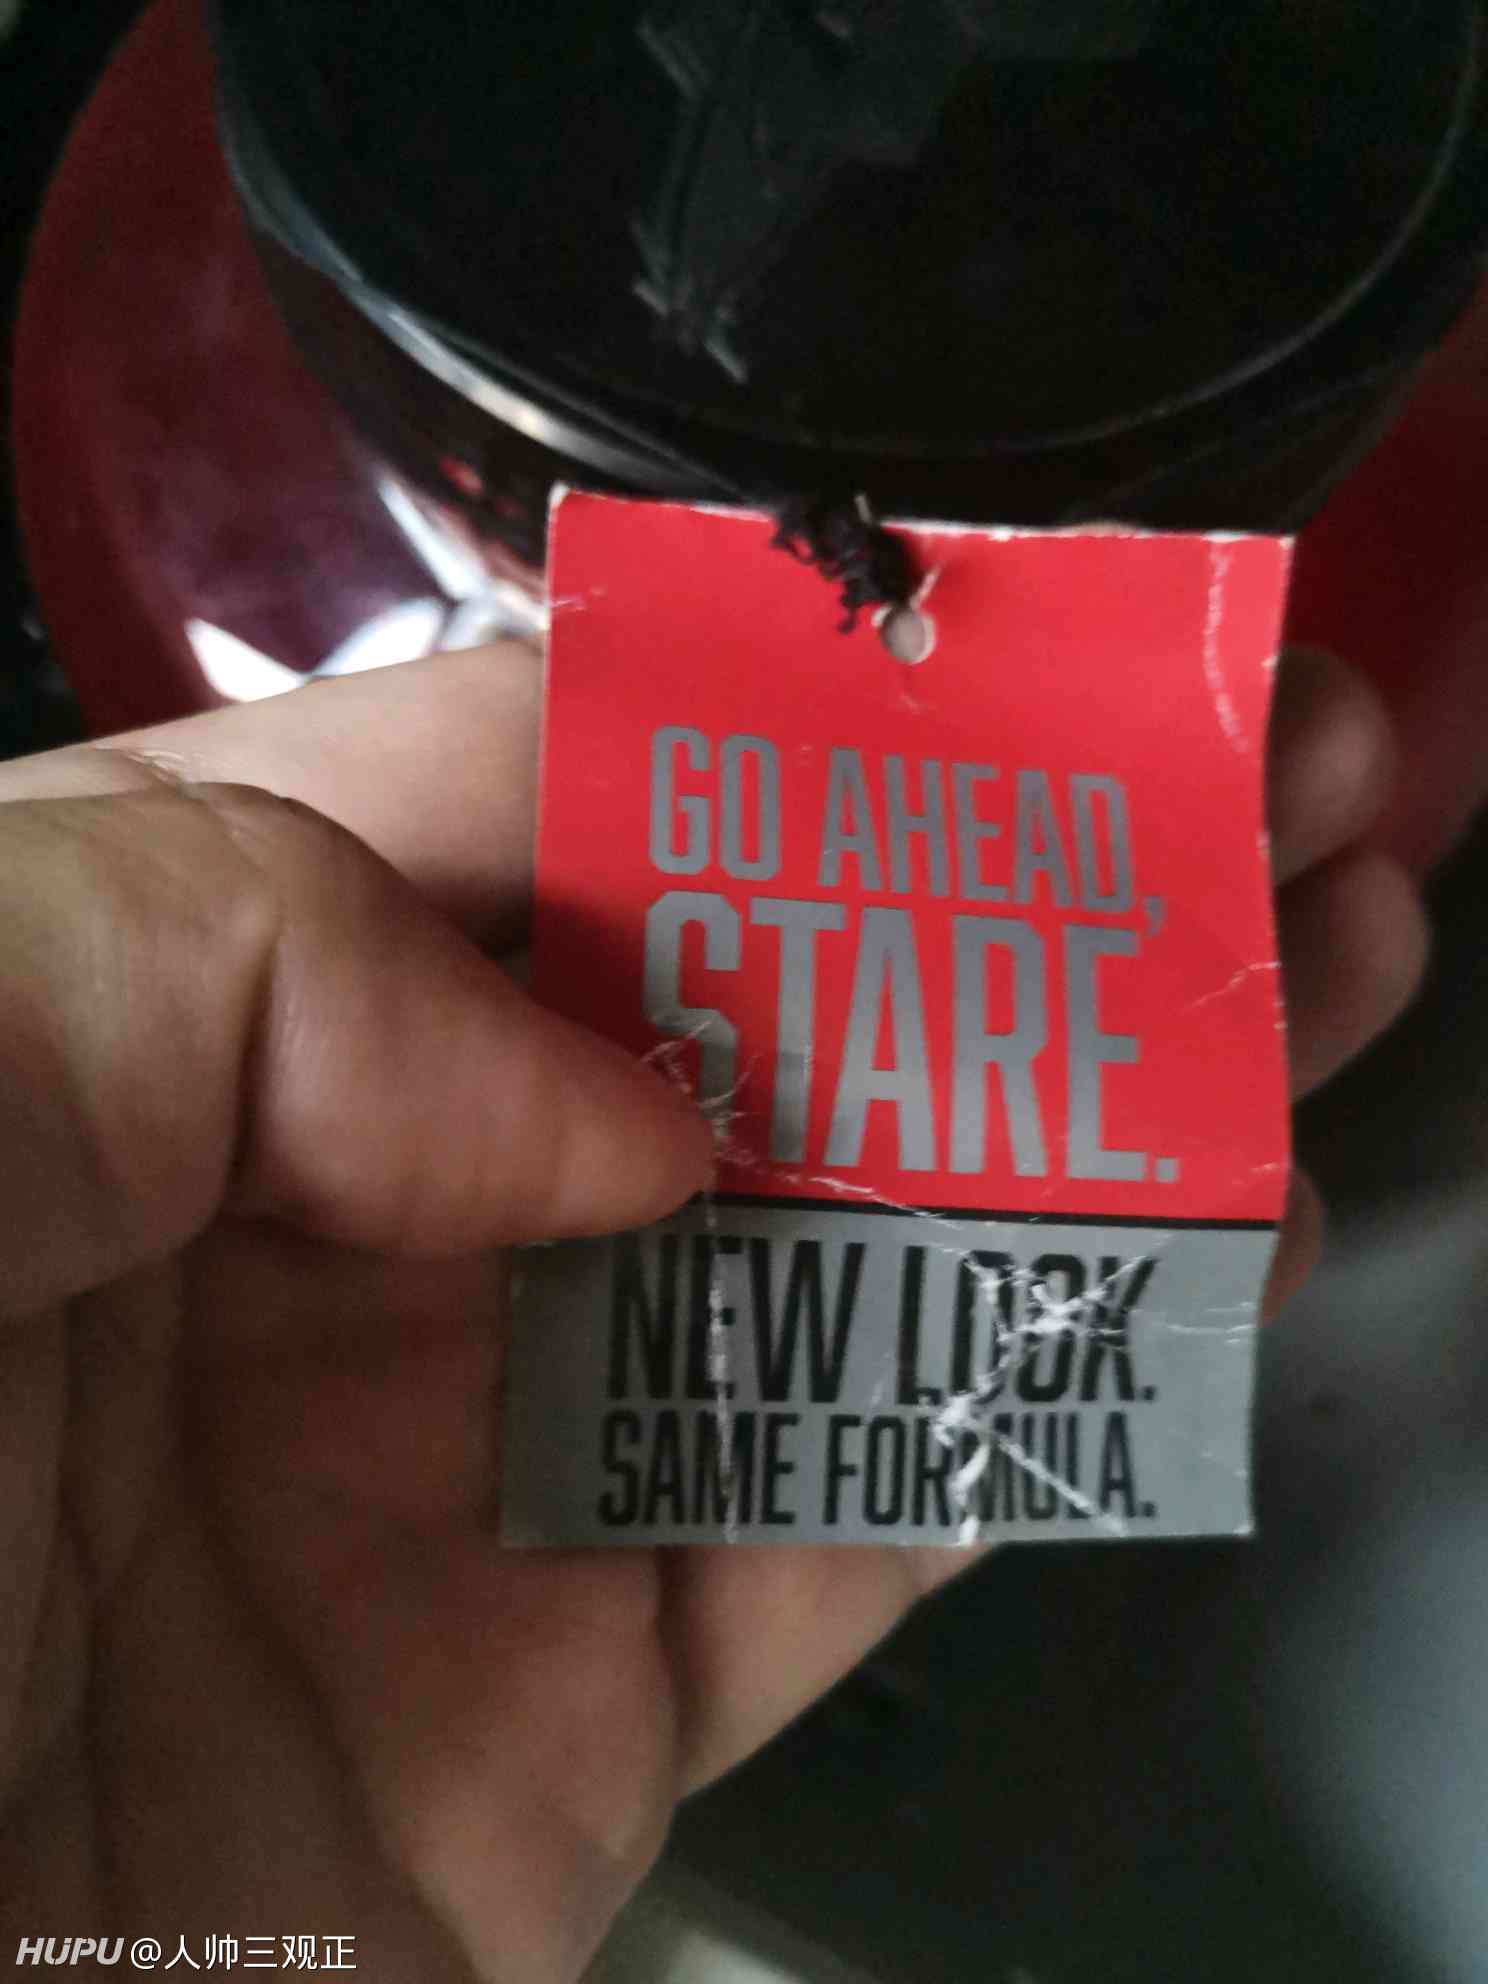 GO AHEAD,
STARE.
NEW LOOK.
SAME FORMULA.
HUPU @人帅三观正